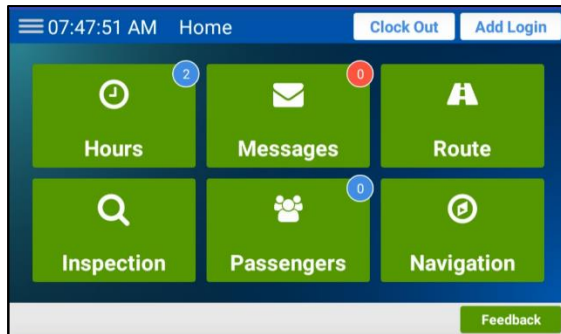 07:47:51 AM Home Clock Out Add Login
2 0
Hours Messages Route
0
Inspection Passengers Navigation
Feedback